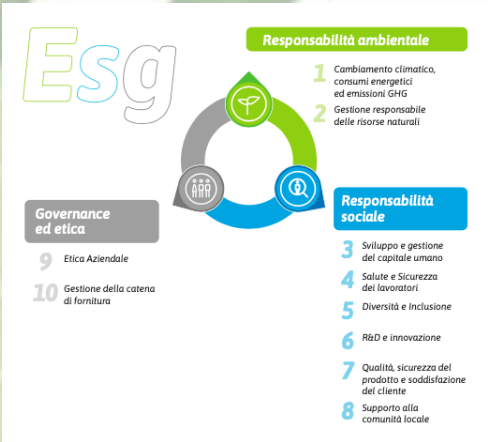 Esg
Responsabilità ambientale
1 Cambiamento climatico,
consumi energetici
ed emissioni GHG
2 Gestione responsabile
delle risorse naturali
Responsabilità
sociale
3 Sviluppo e gestione
del capitale umano
4 Salute e Sicurezza
dei lavoratori
5 Diversità e Inclusione
6 R&D e innovazione
7 Qualità, sicurezza del
prodotto e soddisfazione
del cliente
8 Supporto alla
comunità locale
Governance
ed etica
9 Etica Aziendale
10 Gestione della catena
di fornitura